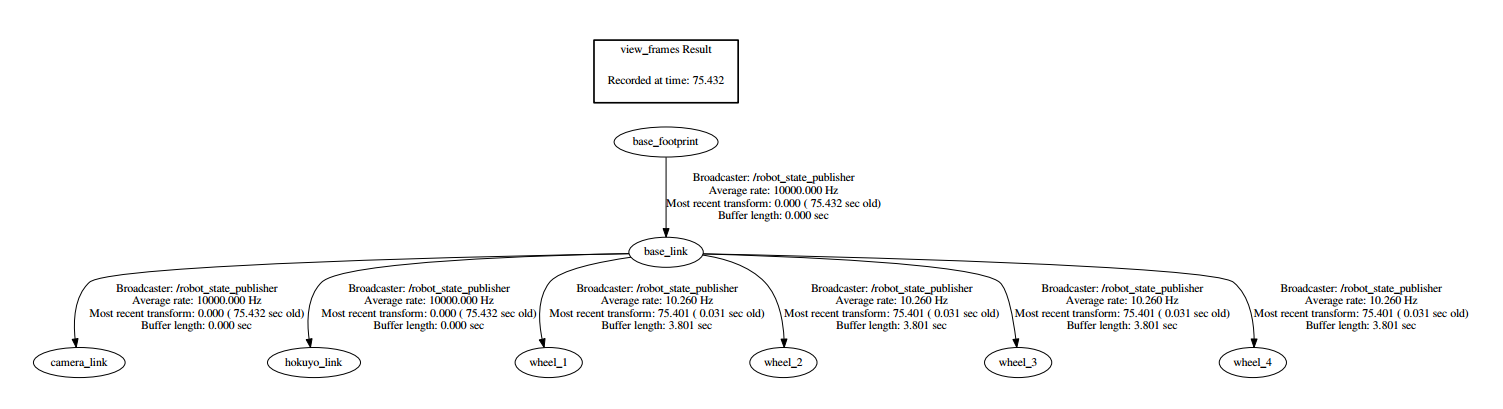 view_frames Result
Recorded at time: 75.432
base_footprint
Broadcaster: /robot_state_publisher
Average rate: 10000.000 Hz
Most recent transform: 0.000 ( 75.432 sec old)
Buffer length: 0.000 sec
base_link
Broadcaster: /robot_state_publisher
Average rate: 10000.000 Hz
Most recent transform: 0.000 ( 75.432 sec old)
Buffer length: 0.000 sec
Broadcaster: /robot_state_publisher
Average rate: 10000.000 Hz
Most recent transform: 0.000 ( 75.432 sec old)
Buffer length: 0.000 sec
Broadcaster: /robot_state_publisher
Average rate: 10.260 Hz
Most recent transform: 75.401 ( 0.031 sec old)
Buffer length: 3.801 sec
Broadcaster: /robot_state_publisher
Average rate: 10.260 Hz
Most recent transform: 75.401 ( 0.031 sec old)
Buffer length: 3.801 sec
Broadcaster: /robot_state_publisher
Average rate: 10.260 Hz
Most recent transform: 75.401 ( 0.031 sec old)
Buffer length: 3.801 sec
Broadcaster: /robot_state_publisher
Average rate: 10.260 Hz
Most recent transform: 75.401 ( 0.031 sec old)
Buffer length: 3.801 sec
camera_link
hokuyo_link
wheel_1
wheel_2
wheel_3
wheel_4